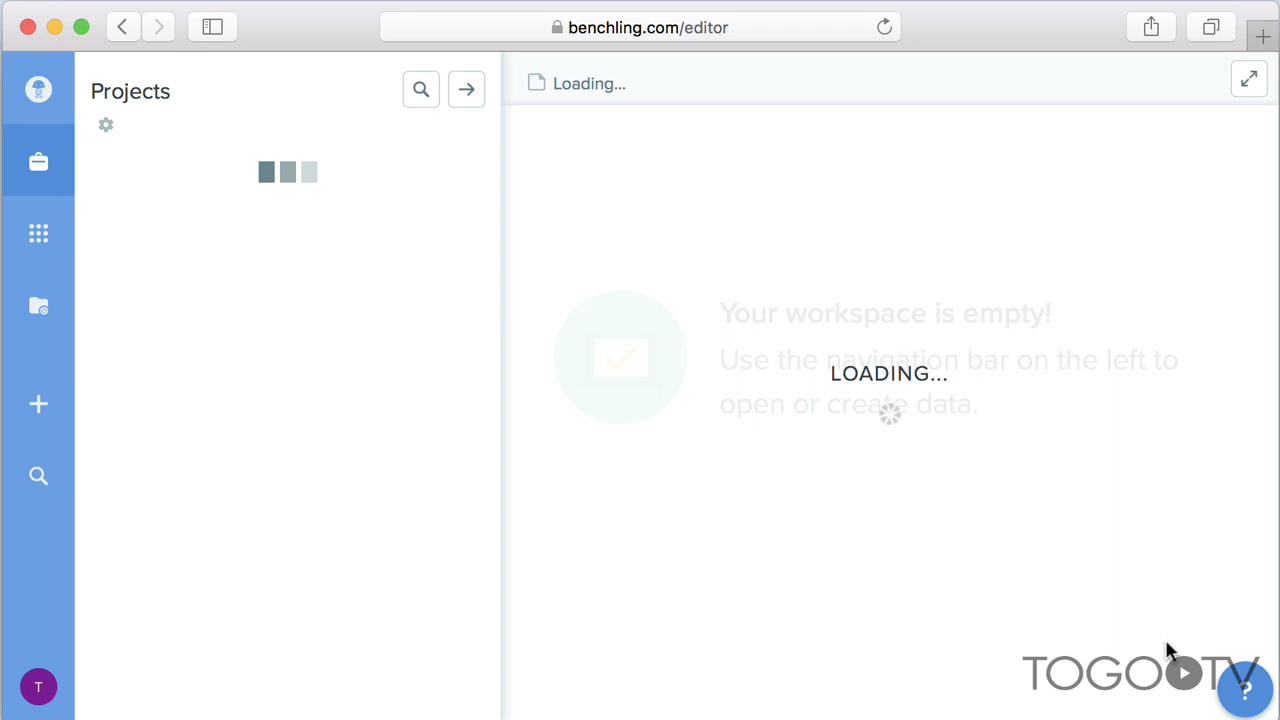 benchling.com/editor
Projects
Loading...
Your workspace is empty!
Use the navigation bar on the left to
open or create data.
LOADING...
T
TOGOTV
?